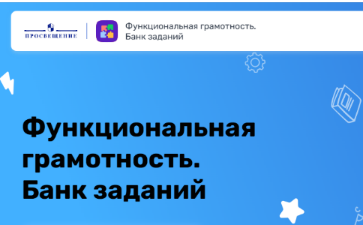 ПРОСВЕЩЕНИЕ
Функциональная грамотность.
Банк заданий
Функциональная
грамотность.
Банк заданий